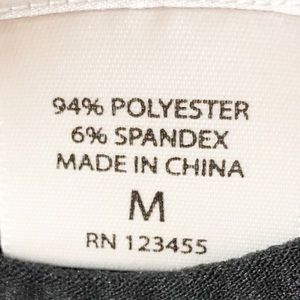 94% POLYESTER
6% SPANDEX
MADE IN CHINA
M
RN 123455